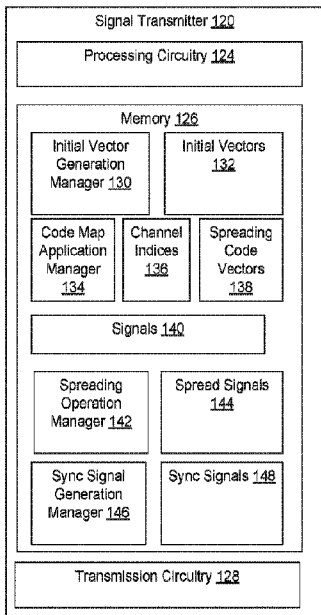 Signal Transmitter 120
Processing Circuitry 124
Memory 126
Initial Vector
Generation
Manager 130
Initial Vectors
132
Code Map
Application
Manager
134
Channel
Indices
136
Spreading
Code
Vectors
138
Signals 140
Spreading
Operation
Manager
142
Spread Signals
144
Sync Signal
Generation
Manager
146
Sync Signals 148
Transmission Circuitry 128